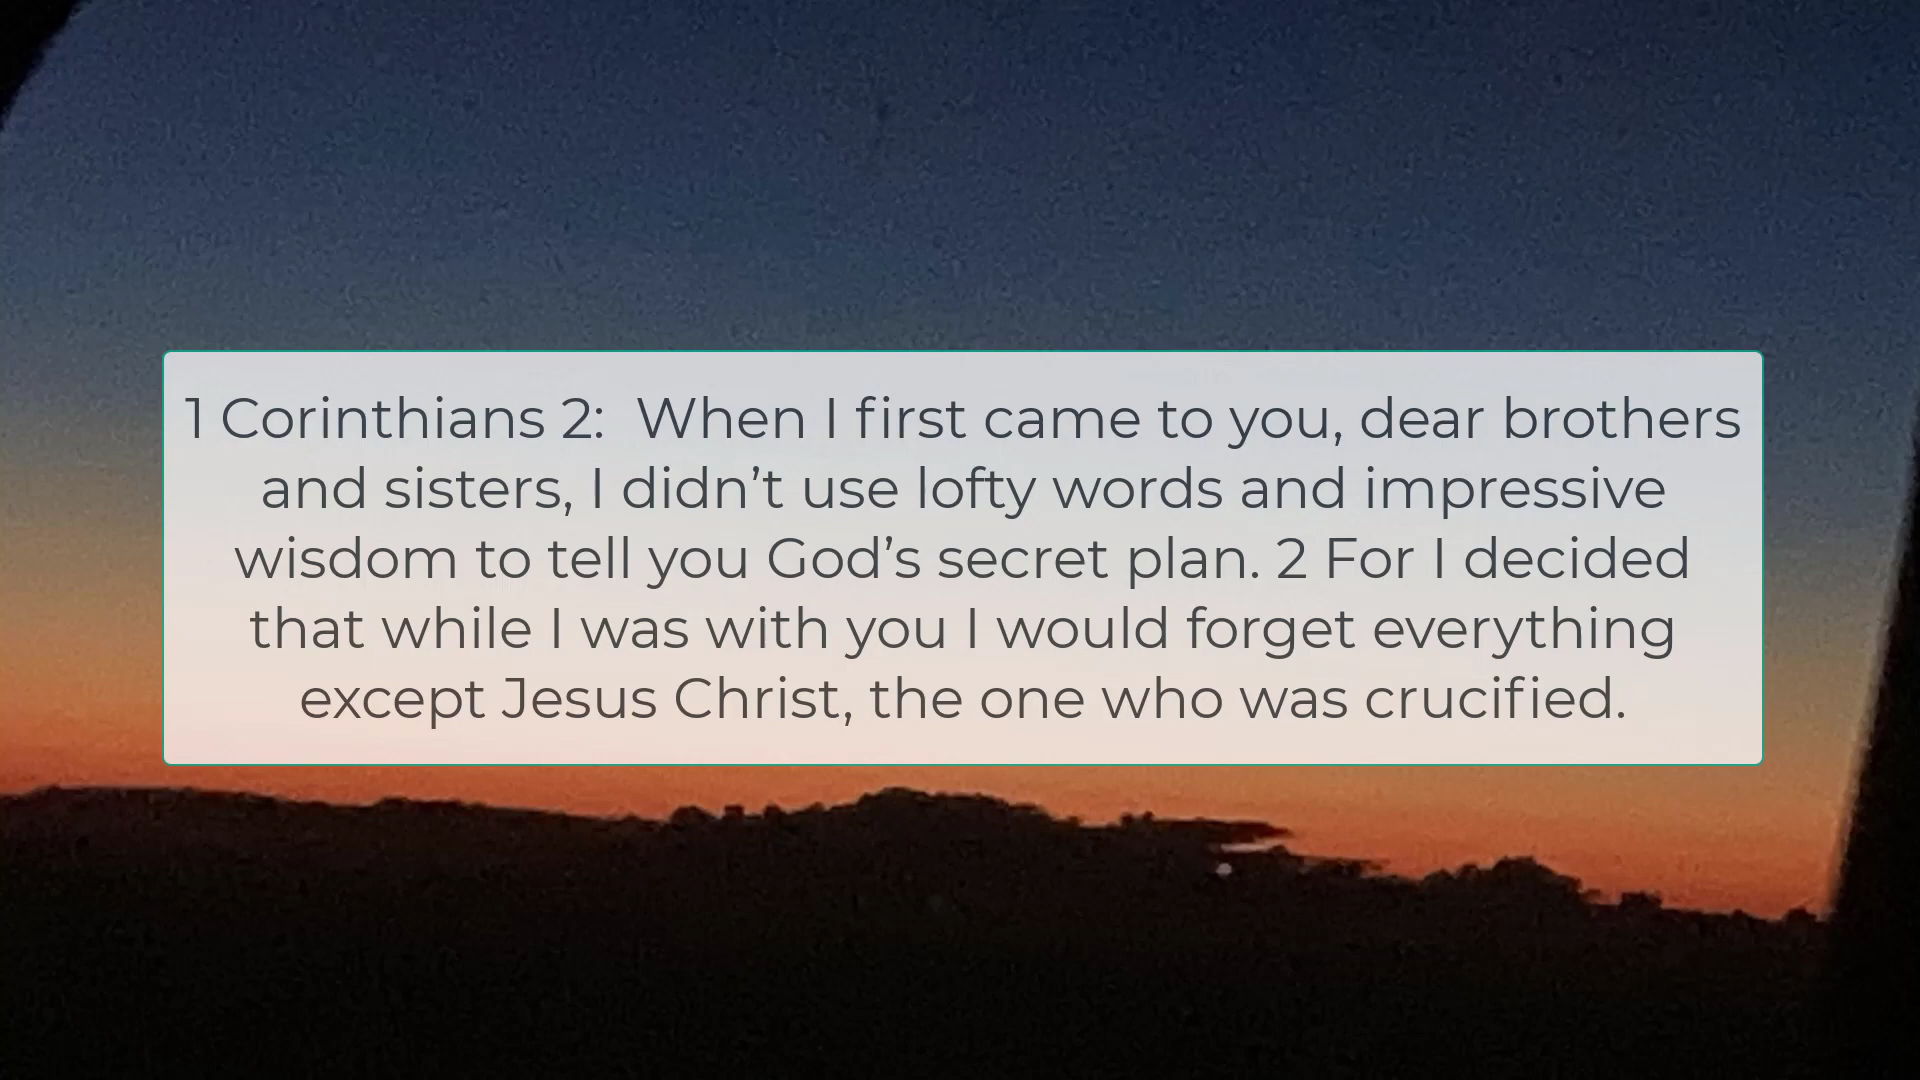 1 Corinthians 2:  When I first came to you, dear brothers
and sisters, I didn’t use lofty words and impressive
wisdom to tell you God’s secret plan. 2 For I decided
that while I was with you I would forget everything
except Jesus Christ, the one who was crucified.